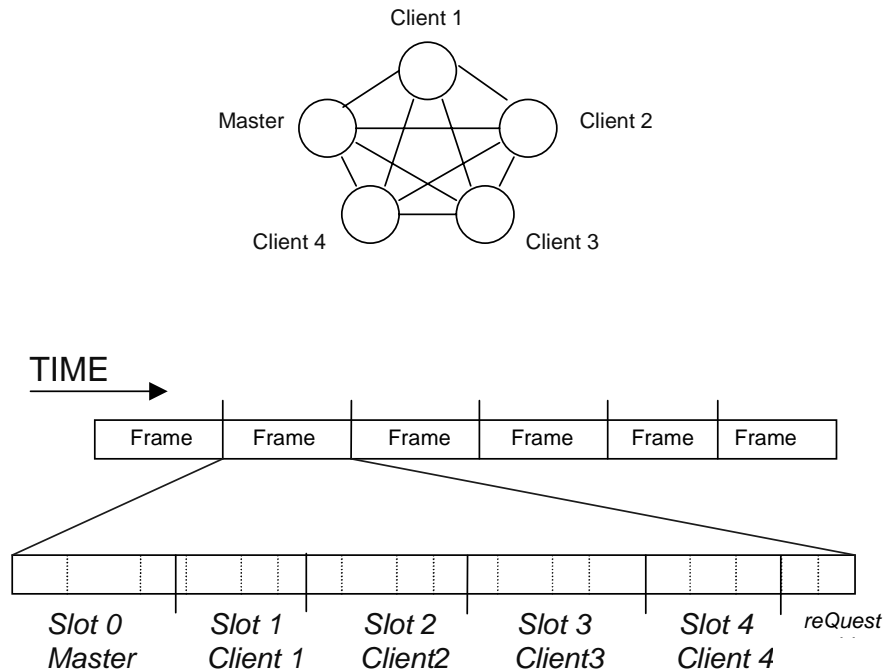 Client 1
Master
Client 2
Client 4
Client 3
TIME
Frame Frame Frame Frame Frame Frame
Slot 0 Slot 1 Slot 2 Slot 3 Slot 4 reQuest
Master Client 1 Client2 Client3 Client 4